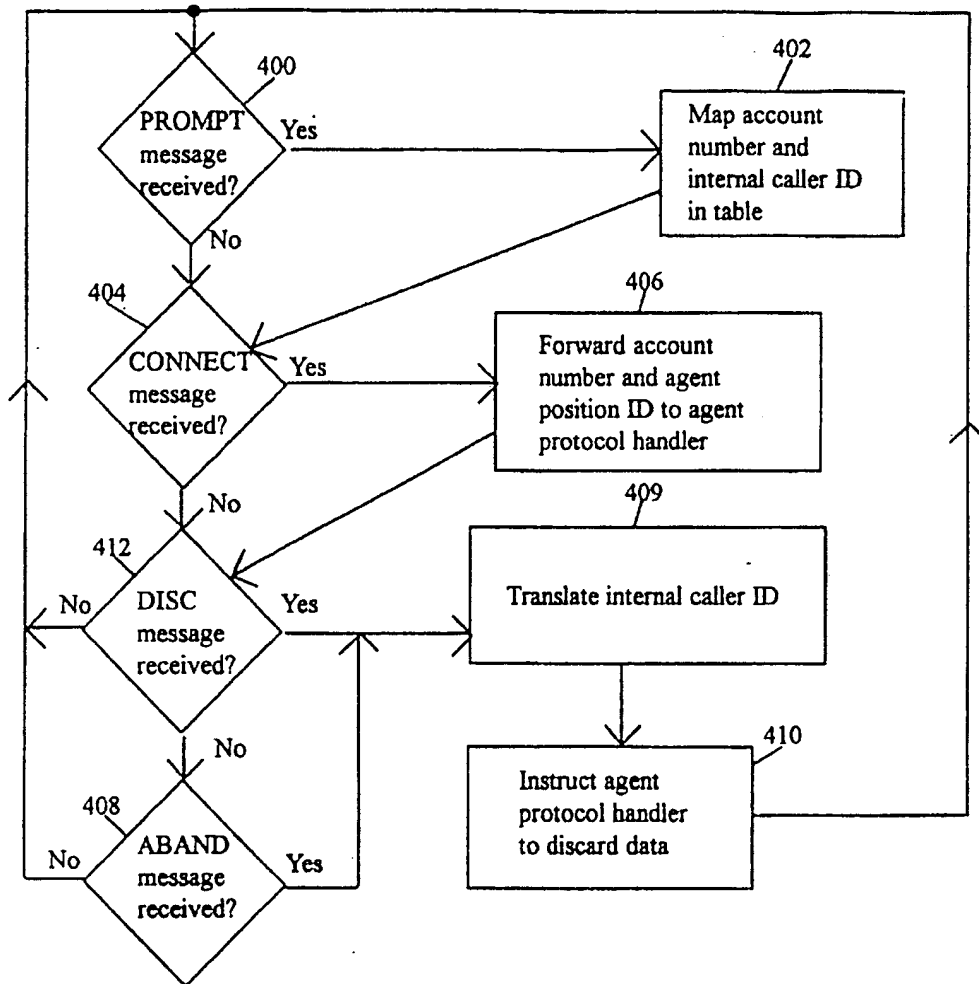 400
PROMPT
message
received?
Yes
No
402
Map account
number and
internal caller ID
in table
404
CONNECT
message
received?
Yes
No
406
Forward account
number and agent
position ID to agent
protocol handler
412
DISC
message
received?
No
Yes
No
409
Translate internal caller ID
408
ABAND
message
received?
No
Yes
410
Instruct agent
protocol handler
to discard data